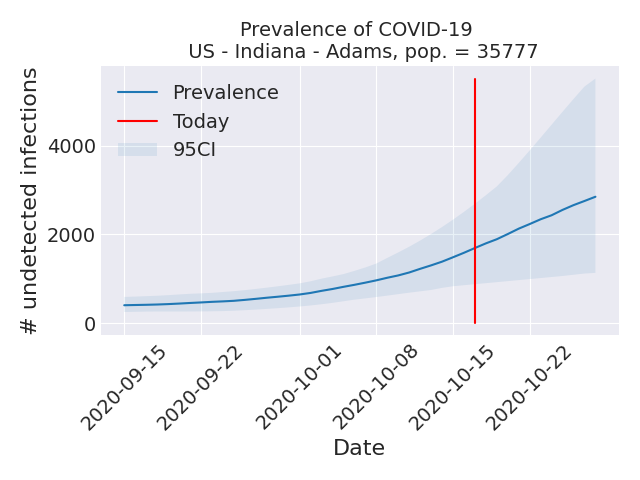 Prevalence of COVID-19
US - Indiana - Adams, pop. = 35777
Prevalence
Today
95CI
# undetected infections
4000
2000
0
2020-09-15
2020-09-22
2020-10-01
2020-10-08
2020-10-15
2020-10-22
Date